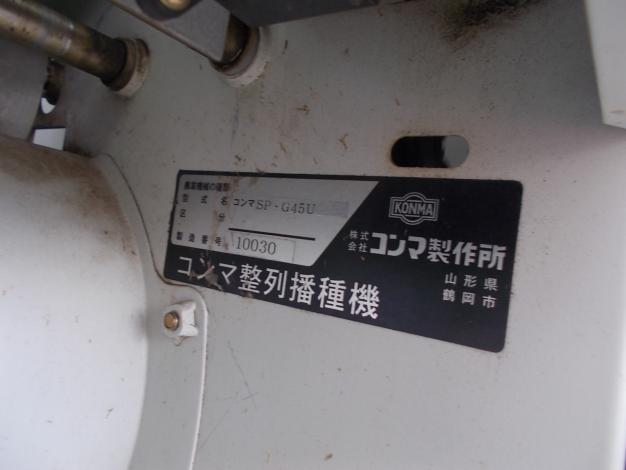 農業機械の種類
型式名 コンマSP-G45U
区分
製造番号 10030
コンマ整列播種機
KONMA
株式会社 コンマ製作所
山形県
鶴岡市